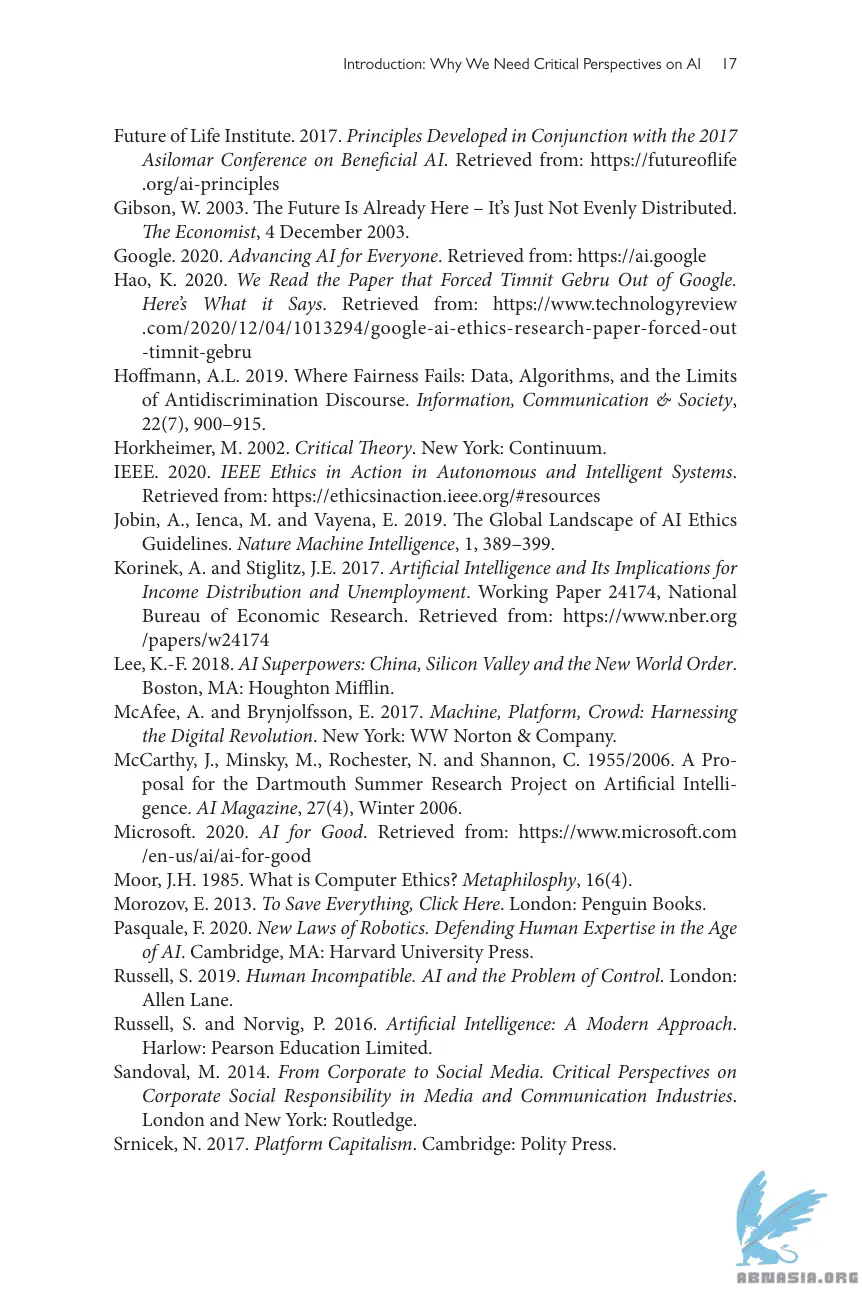 Introduction: Why We Need Critical Perspectives on AI 17
Future of Life Institute. 2017. Principles Developed in Conjunction with the 2017
Asilomar Conference on Beneficial AI. Retrieved from: https://futureoflife
.org/ai-principles
Gibson, W. 2003. The Future Is Already Here – It’s Just Not Evenly Distributed.
The Economist, 4 December 2003.
Google. 2020. Advancing AI for Everyone. Retrieved from: https://ai.google
Hao, K. 2020. We Read the Paper that Forced Timnit Gebru Out of Google.
Here’s What it Says. Retrieved from: https://www.technologyreview
.com/2020/12/04/1013294/google-ai-ethics-research-paper-forced-out
-timnit-gebru
Hoffmann, A.L. 2019. Where Fairness Fails: Data, Algorithms, and the Limits
of Antidiscrimination Discourse. Information, Communication & Society,
22(7), 900–915.
Horkheimer, M. 2002. Critical Theory. New York: Continuum.
IEEE. 2020. IEEE Ethics in Action in Autonomous and Intelligent Systems.
Retrieved from: https://ethicsinaction.ieee.org/#resources
Jobin, A., Ienca, M. and Vayena, E. 2019. The Global Landscape of AI Ethics
Guidelines. Nature Machine Intelligence, 1, 389–399.
Korinek, A. and Stiglitz, J.E. 2017. Artificial Intelligence and Its Implications for
Income Distribution and Unemployment. Working Paper 24174, National
Bureau of Economic Research. Retrieved from: https://www.nber.org
/papers/w24174
Lee, K.-F. 2018. AI Superpowers: China, Silicon Valley and the New World Order.
Boston, MA: Houghton Mifflin.
McAfee, A. and Brynjolfsson, E. 2017. Machine, Platform, Crowd: Harnessing
the Digital Revolution. New York: WW Norton & Company.
McCarthy, J., Minsky, M., Rochester, N. and Shannon, C. 1955/2006. A Pro-
posal for the Dartmouth Summer Research Project on Artificial Intelli-
gence. AI Magazine, 27(4), Winter 2006.
Microsoft. 2020. AI for Good. Retrieved from: https://www.microsoft.com
/en-us/ai/ai-for-good
Moor, J.H. 1985. What is Computer Ethics? Metaphilosphy, 16(4).
Morozov, E. 2013. To Save Everything, Click Here. London: Penguin Books.
Pasquale, F. 2020. New Laws of Robotics. Defending Human Expertise in the Age
of AI. Cambridge, MA: Harvard University Press.
Russell, S. 2019. Human Incompatible. AI and the Problem of Control. London:
Allen Lane.
Russell, S. and Norvig, P. 2016. Artificial Intelligence: A Modern Approach.
Harlow: Pearson Education Limited.
Sandoval, M. 2014. From Corporate to Social Media. Critical Perspectives on
Corporate Social Responsibility in Media and Communication Industries.
London and New York: Routledge.
Srnicek, N. 2017. Platform Capitalism. Cambridge: Polity Press.
ABNASIA.ORG